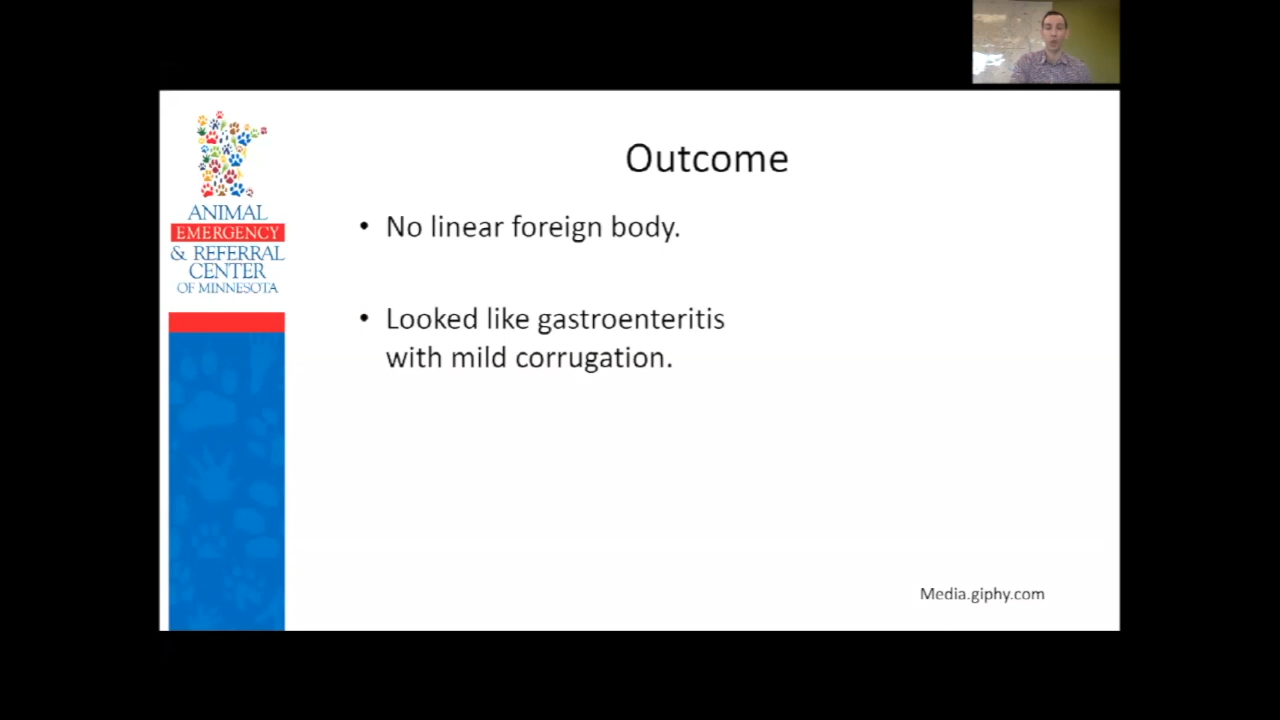 ANIMAL
EMERGENCY
& REFERRAL
CENTER
OF MINNESOTA
Outcome
• No linear foreign body.
• Looked like gastroenteritis
with mild corrugation.
Media.giphy.com